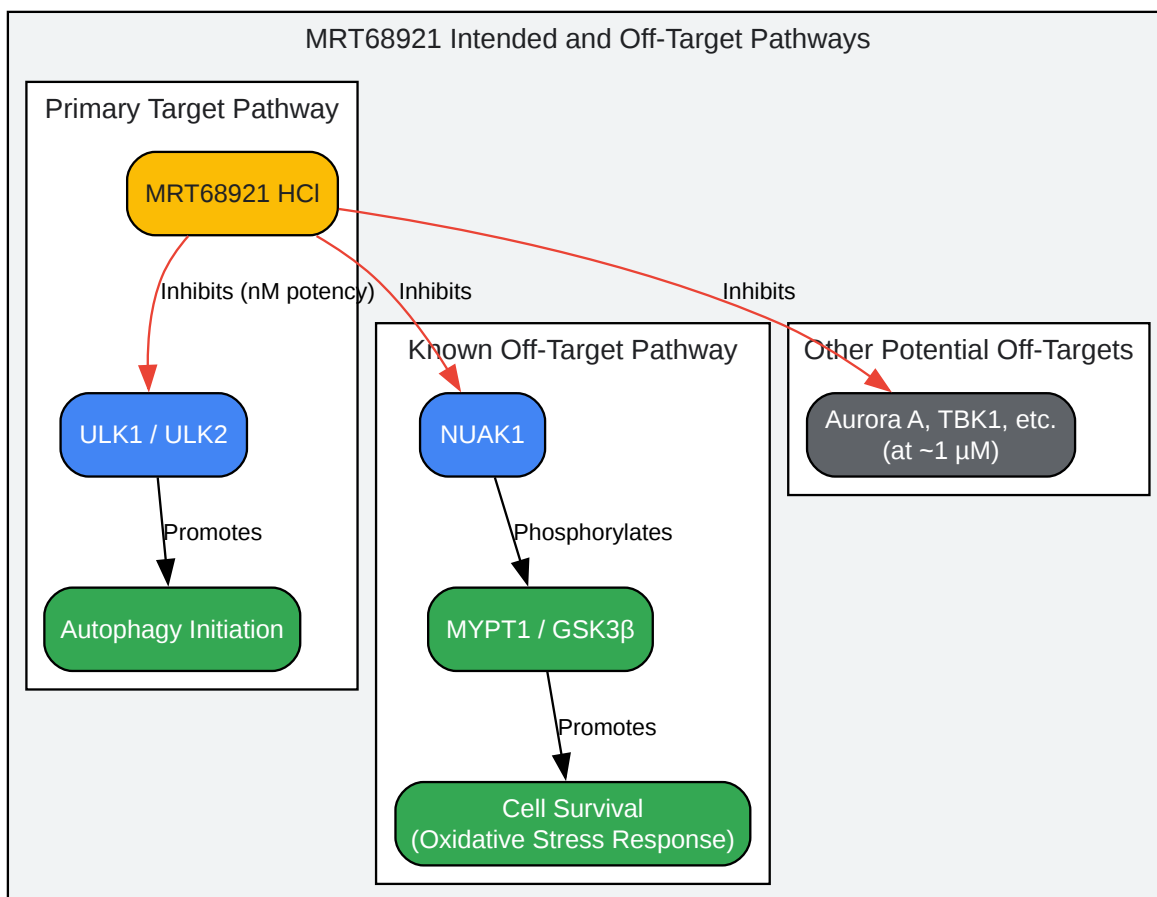 MRT68921 Intended and Off-Target Pathways
Primary Target Pathway
MRT68921 HCl
Inhibits (nM potency)
Inhibits
Inhibits
Known Off-Target Pathway
Other Potential Off-Targets
ULK1 / ULK2
NUAK1
Aurora A, TBK1, etc.
(at ~1 µM)
Promotes
Phosphorylates
Autophagy Initiation
MYPT1 / GSK3β
Promotes
Cell Survival
(Oxidative Stress Response)